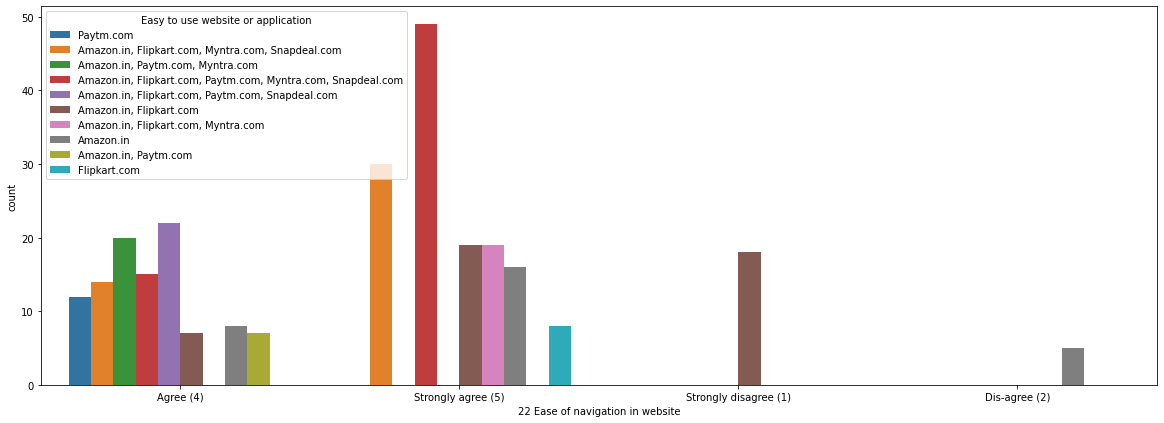 Easy to use website or application
Paytm.com
Amazon.in, Flipkart.com, Myntra.com, Snapdeal.com
Amazon.in, Paytm.com, Myntra.com
Amazon.in, Flipkart.com, Paytm.com, Myntra.com, Snapdeal.com
Amazon.in, Flipkart.com, Paytm.com, Snapdeal.com
Amazon.in, Flipkart.com
Amazon.in, Flipkart.com, Myntra.com
Amazon.in
Amazon.in, Paytm.com
Flipkart.com
50
40
30
20
10
0
count
Agree (4)
Strongly agree (5)
Strongly disagree (1)
Dis-agree (2)
22 Ease of navigation in website